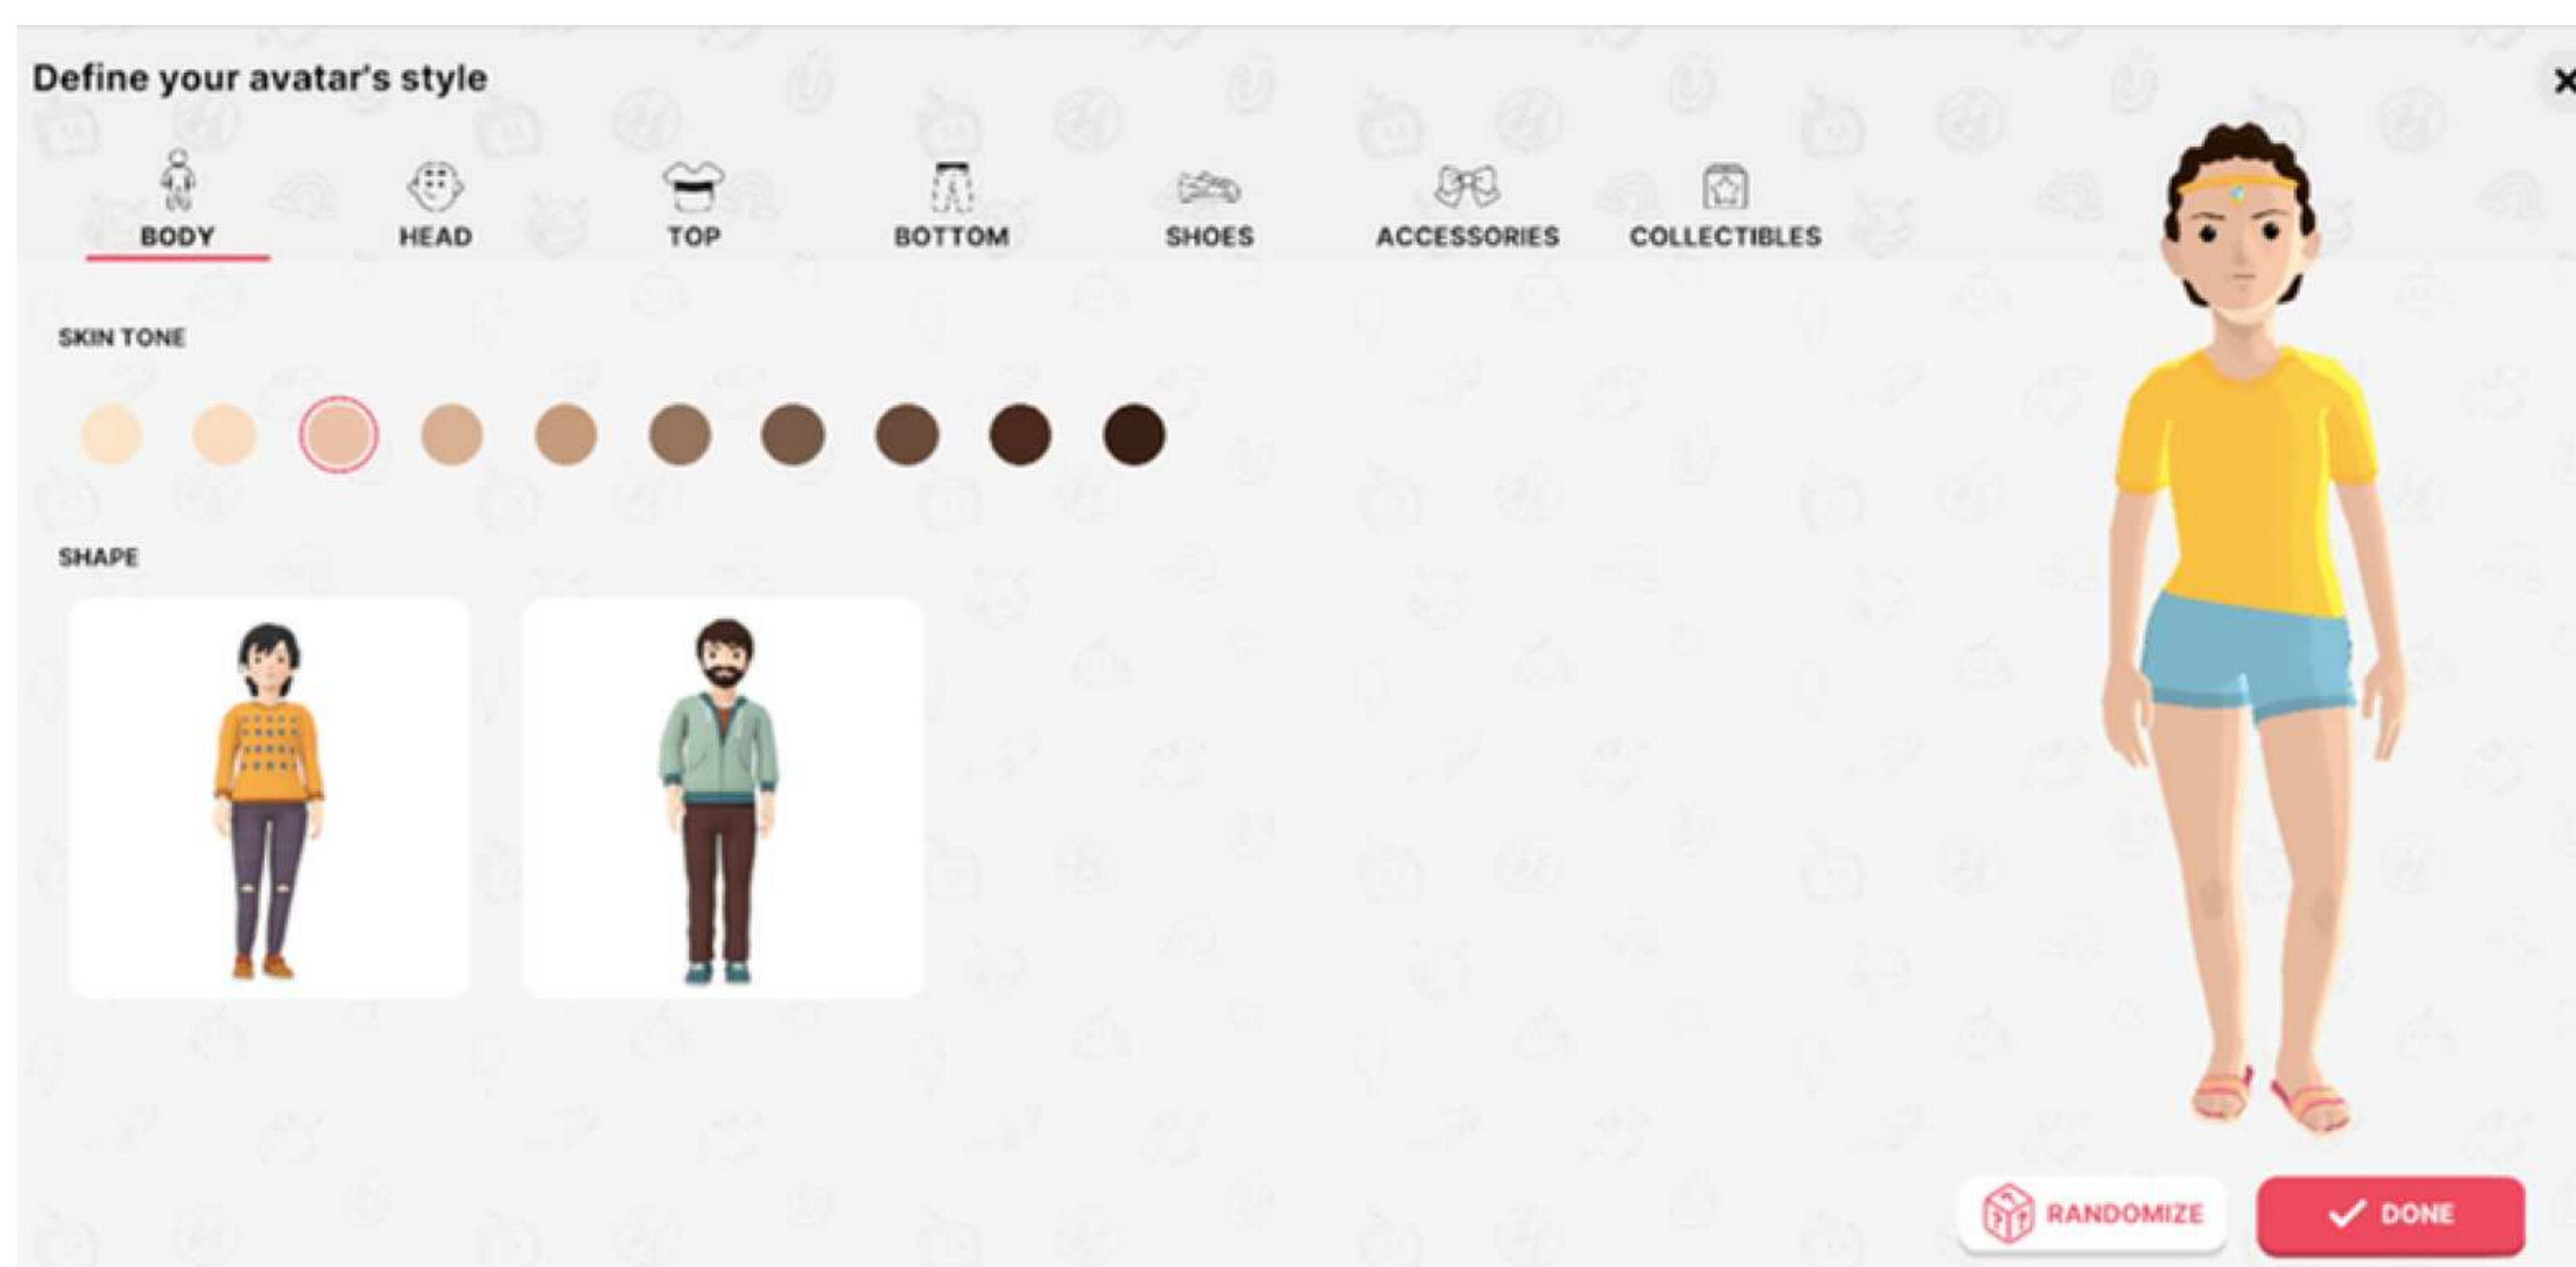 Define your avatar's style
BODY HEAD TOP BOTTOM SHOES ACCESSORIES COLLECTIBLES
SKIN TONE
SHAPE
RANDOMIZE DONE